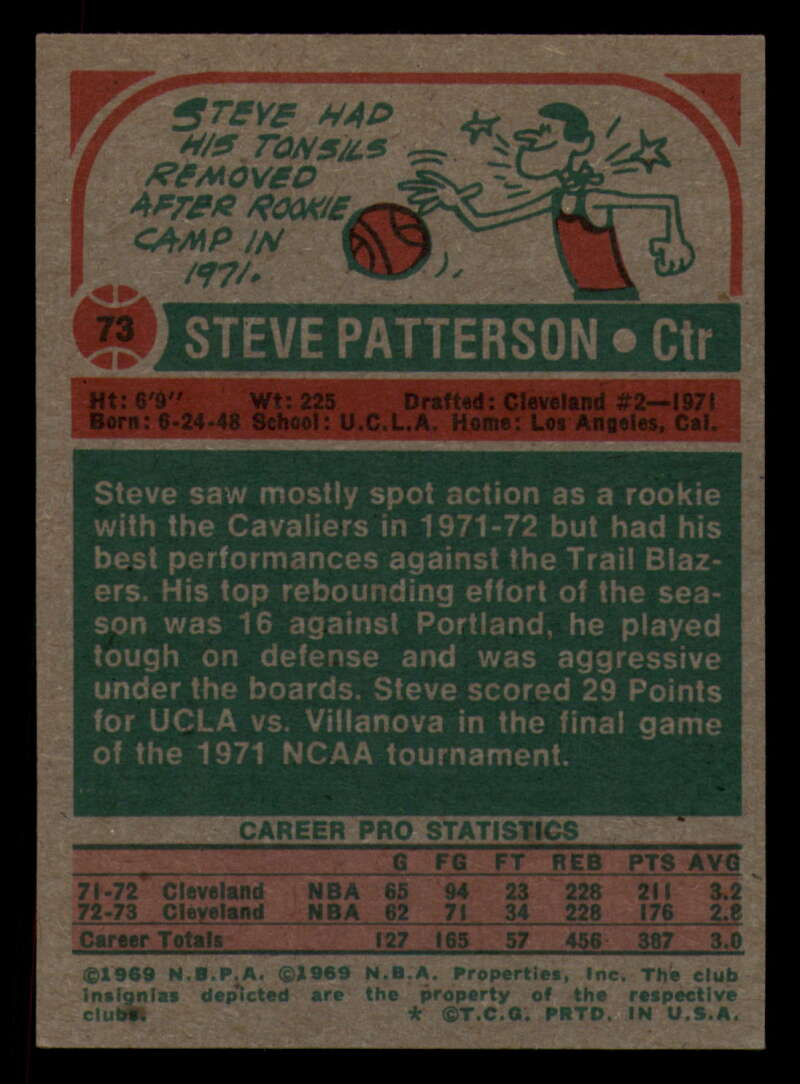 STEVE HAD
HIS TONSILS
REMOVED
AFTER ROOKIE
CAMP IN
1971.
73
STEVE PATTERSON • Ctr
Ht: 6'9'' Wt: 225 Drafted: Cleveland #2—1971
Born: 6-24-48 School: U.C.L.A. Home: Los Angeles, Cal.
Steve saw mostly spot action as a rookie
with the Cavaliers in 1971-72 but had his
best performances against the Trail Blaz-
ers. His top rebounding effort of the sea-
son was 16 against Portland, he played
tough on defense and was aggressive
under the boards. Steve scored 29 Points
for UCLA vs. Villanova in the final game
of the 1971 NCAA tournament.
CAREER PRO STATISTICS
G FG FT REB PTS AVG
71-72 Cleveland NBA 65 94 23 228 211 3.2
72-73 Cleveland NBA 62 71 34 228 176 2.8
Career Totals 127 165 57 456 387 3.0
©1969 N.B.P.A. ©1969 N.B.A. Properties, Inc. The club
insignias depicted are the property of the respective
clubs. * ©T.C.G. PRTD. IN U.S.A.